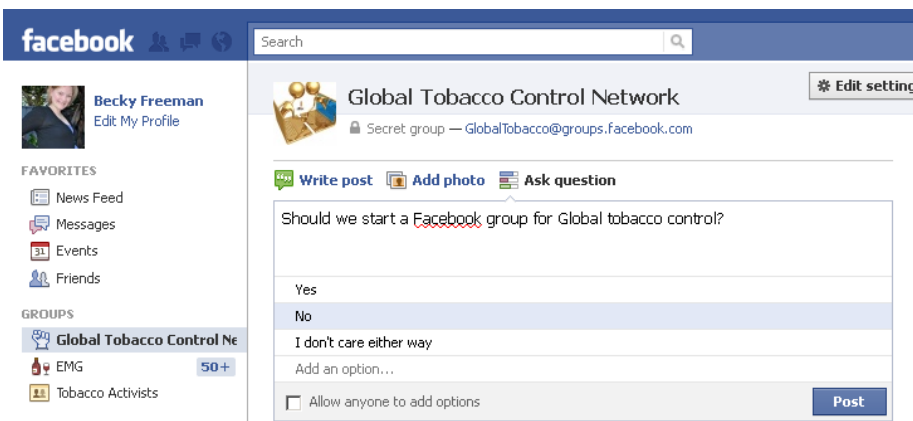 facebook
Search
Becky Freeman
Edit My Profile
Global Tobacco Control Network
Edit setting
Secret group — GlobalTobacco@groups.facebook.com
FAVORITES
News Feed
Messages
31 Events
Friends
GROUPS
Global Tobacco Control Ne
EMG 50+
Tobacco Activists
Write post Add photo Ask question
Should we start a Facebook group for Global tobacco control?
Yes
No
I don't care either way
Add an option...
Allow anyone to add options Post